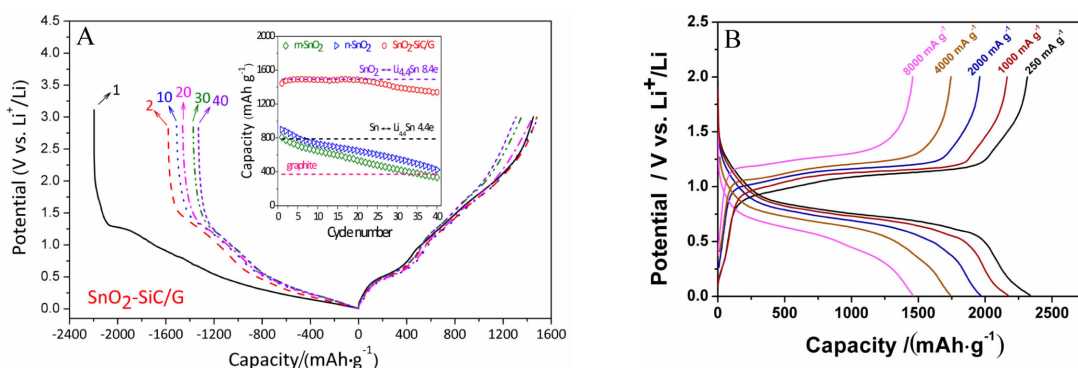 A
4.5
4.0
3.5
3.0
2.5
2.0
1.5
1.0
0.5
0.0
Potential (V vs. Li⁺/Li)
-2400 -2000 -1600 -1200 -800 -400 0 400 800 1200 1600
Capacity/(mAh·g⁻¹)
1
2
10
20
30
40
SnO₂-SiC/G
m-SnO₂ n-SnO₂ SnO₂-SiC/G
2000
1600
1200
800
400
0
Capacity (mAh g⁻¹)
SnO₂ ↔ Li₄.₄Sn 8.4e
Sn ↔ Li₄.₄Sn 4.4e
graphite
0 5 10 15 20 25 30 35 40
Cycle number
B
2.5
2.0
1.5
1.0
0.5
0.0
Potential / V vs. Li⁺/Li
8000 mA g⁻¹
4000 mA g⁻¹
2000 mA g⁻¹
1000 mA g⁻¹
250 mA g⁻¹
0 500 1000 1500 2000 2500
Capacity /(mAh·g⁻¹)